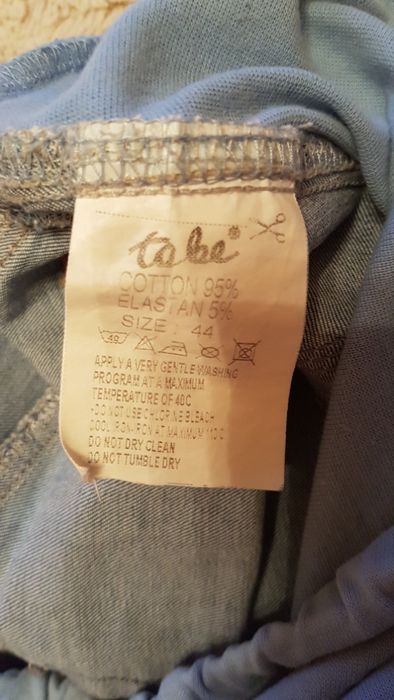 tabe®
COTTON 95%
ELASTAN 5%
SIZE : 44
40
APPLY A VERY GENTLE WASHING
PROGRAM AT A MAXIMUM
TEMPERATURE OF 40C
-DO NOT USE CHLORINE BLEACH
COOL IRON-IRON AT MAXIMUM 110 C
DO NOT DRY CLEAN
DO NOT TUMBLE DRY